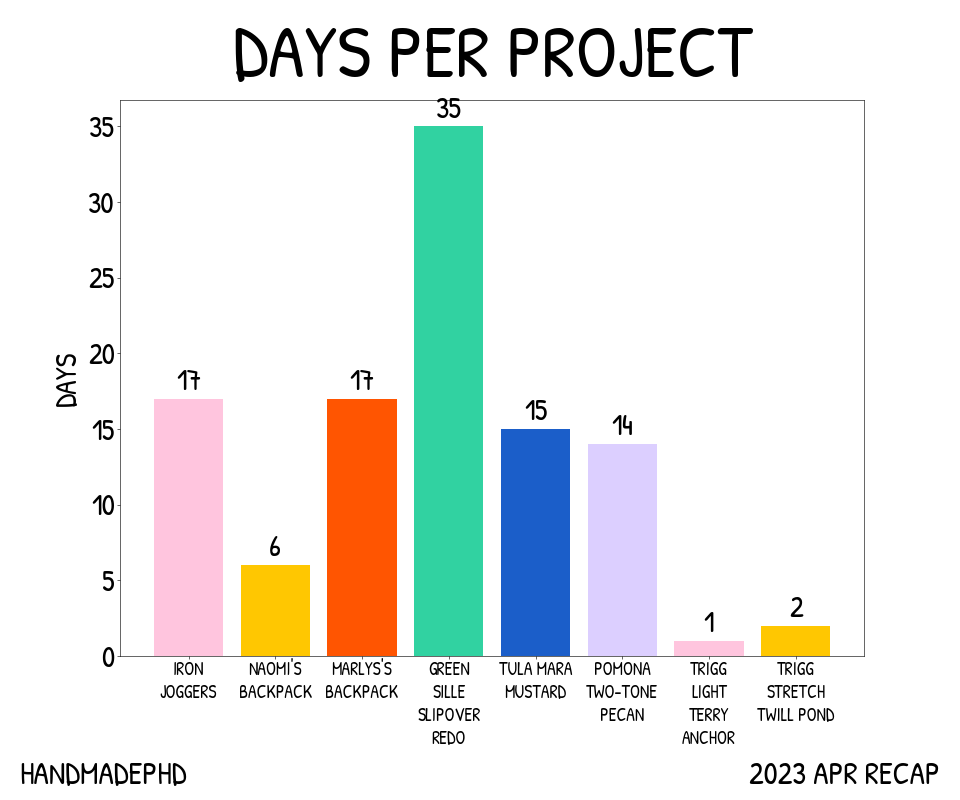 DAYS PER PROJECT
35
35
30
25
20
DAYS
17
17
15
15
14
10
6
5
2
1
0
IRON
JOGGERS
NAOMI'S
BACKPACK
MARLYS'S
BACKPACK
GREEN
SILLE
SLIPOVER
REDO
TULA MARA
MUSTARD
POMONA
TWO-TONE
PECAN
TRIGG
LIGHT
TERRY
ANCHOR
TRIGG
STRETCH
TWILL POND
HANDMADEPHD
2023 APR RECAP